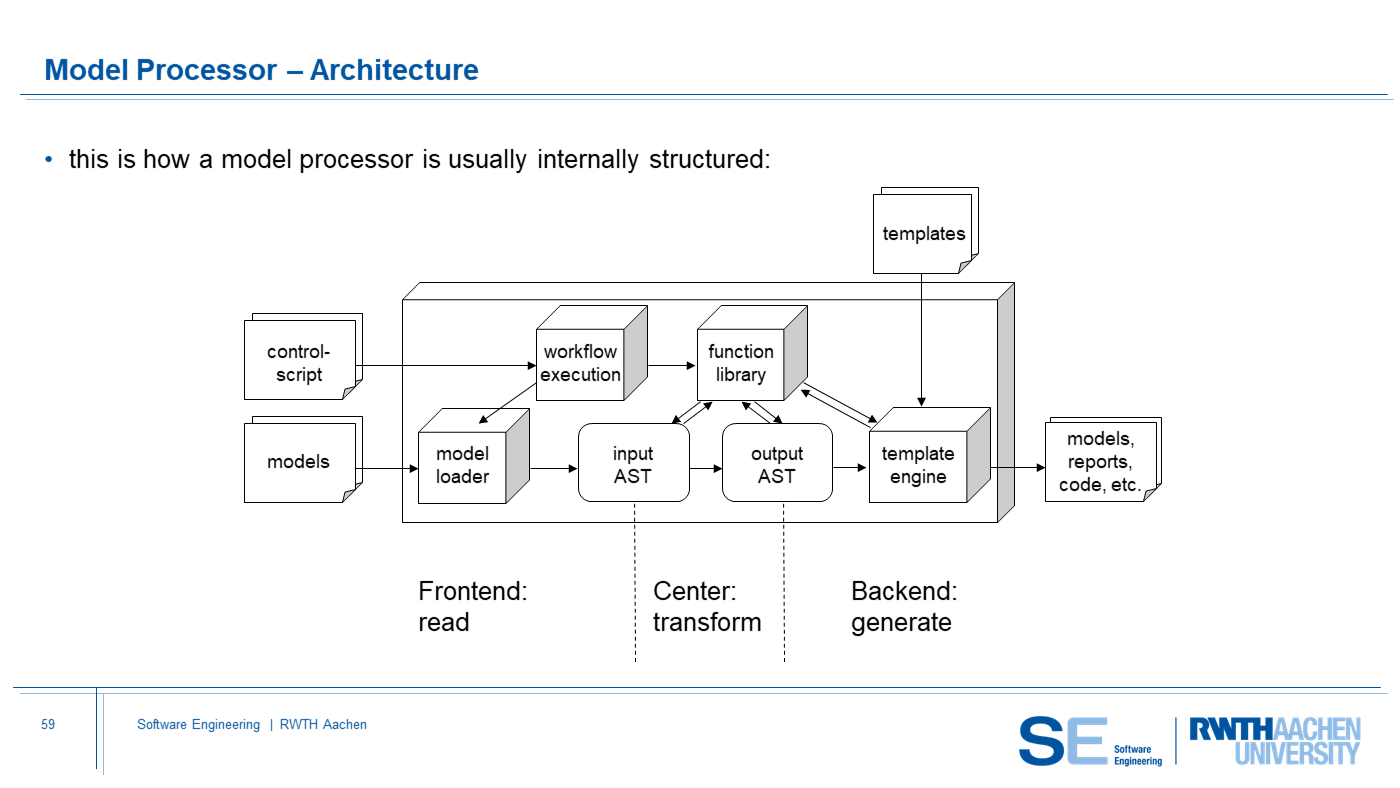 Model Processor – Architecture
• this is how a model processor is usually internally structured:
templates
control-
script
workflow
execution
function
library
models
model
loader
input
AST
output
AST
template
engine
models,
reports,
code, etc.
Frontend:
read
Center:
transform
Backend:
generate
59
Software Engineering | RWTH Aachen
SE Software
Engineering
RWTHAACHEN
UNIVERSITY